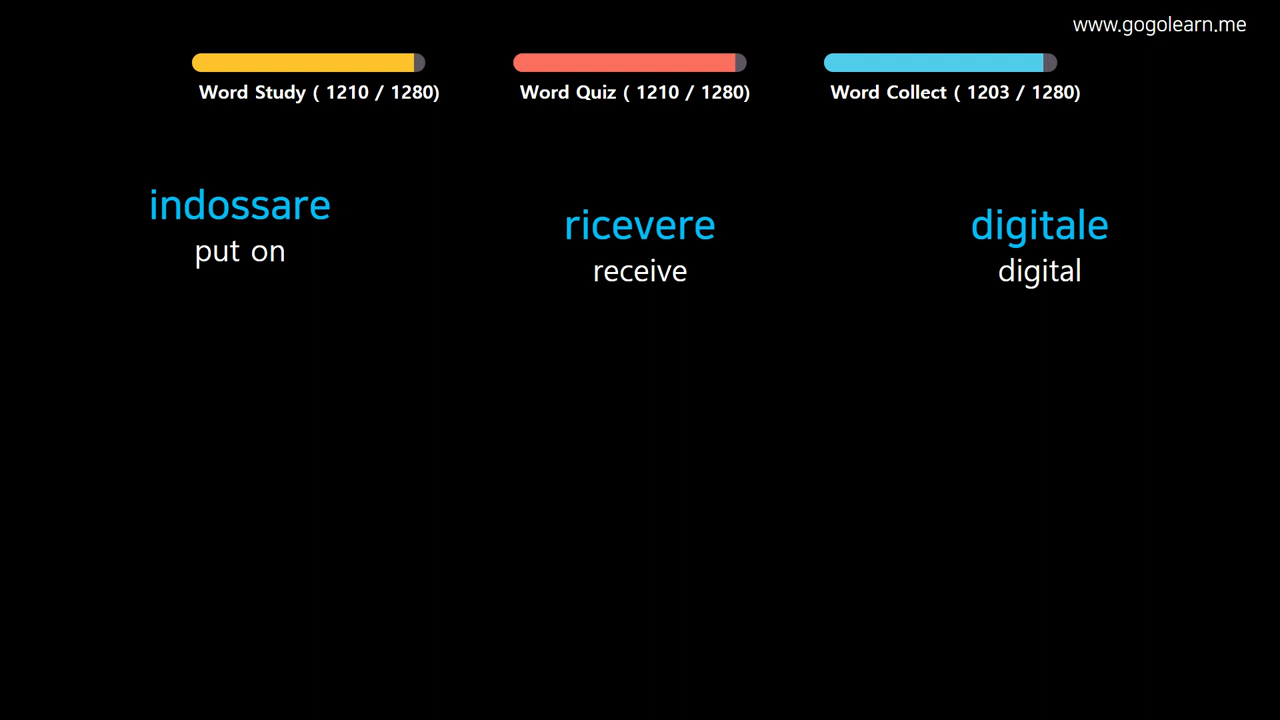 www.gogolearn.me
Word Study ( 1210 / 1280)
Word Quiz ( 1210 / 1280)
Word Collect ( 1203 / 1280)
indossare
put on
ricevere
receive
digitale
digital